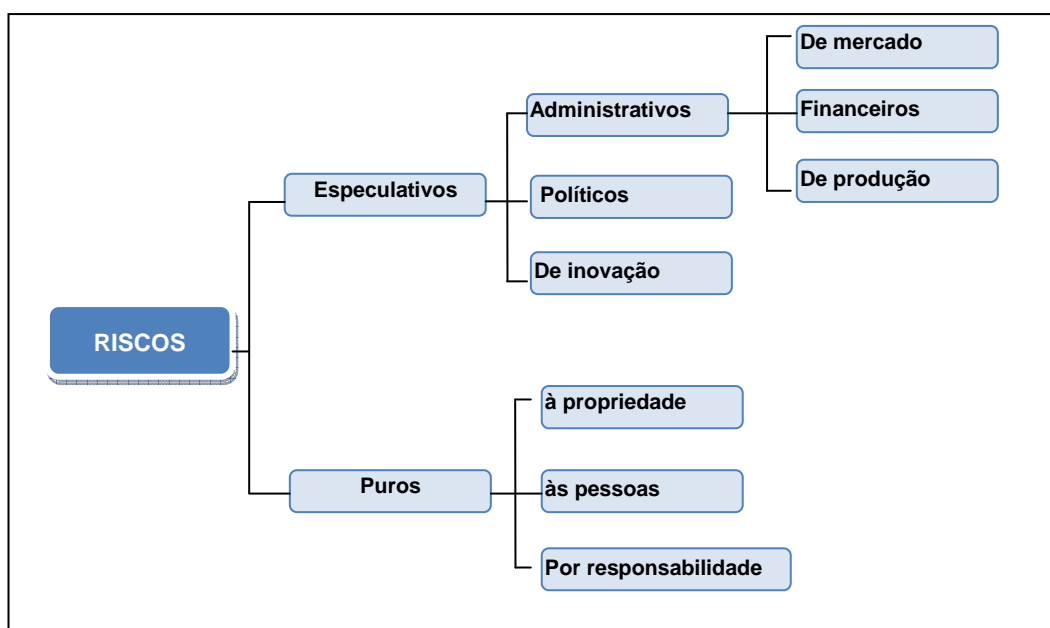 De mercado
Administrativos
Financeiros
Especulativos
De produção
Políticos
De inovação
RISCOS
à propriedade
Puros
às pessoas
Por responsabilidade